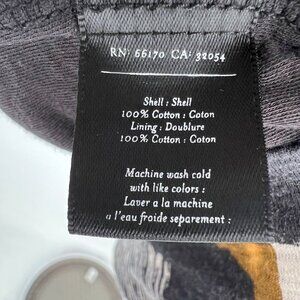 RN: 66170 CA: 32054
Shell : Shell
100% Cotton : Coton
Lining : Doublure
100% Cotton : Coton
Machine wash cold
with like colors :
Laver a la machine
a l'eau froide separement :